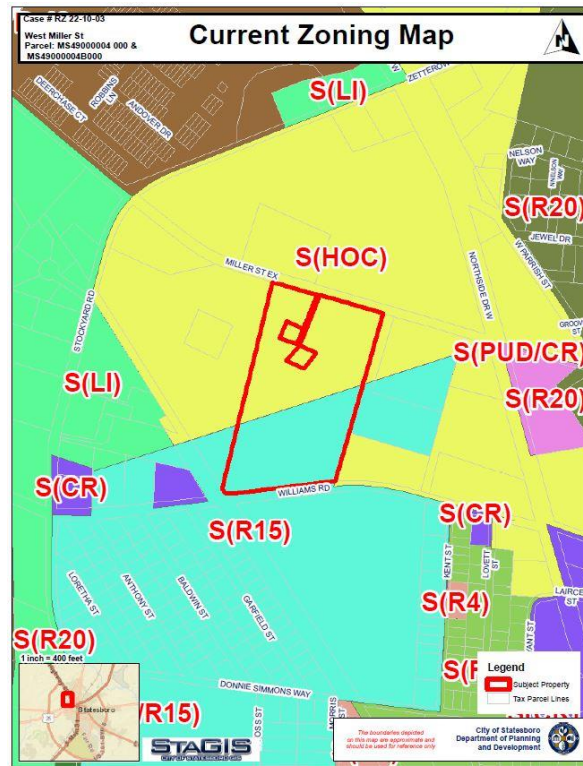 Case # RZ 22-10-03
West Miller St
Parcel: MS49000004 000 &
MS49000004B000
Current Zoning Map
N
DEERCHASE CT
ROBBINS LN
ANDOVER DR
S(LI)
NELSON WAY
S(R20)
JEWEL DR
W PARRISH ST
MILLER ST EX
S(HOC)
NORTHSIDE DR W
STOCKYARD RD
S(PUD/CR)
S(LI)
S(R20)
S(CR)
WILLIAMS RD
S(R15)
S(CR)
KENT ST
LOVETT ST
S(R4)
LORETHA ST
ANTHONY ST
BALDWIN ST
GARFIELD ST
S(R20)
1 inch = 400 feet
Statesboro
DONNIE SIMMONS WAY
/R15)
Legend
Subject Property
Tax Parcel Lines
STAGIS
CITY OF STATESBORO GIS
The boundaries depicted
on this map are approximate and
should be used for reference only
City of Statesboro
Department of Planning
and Development